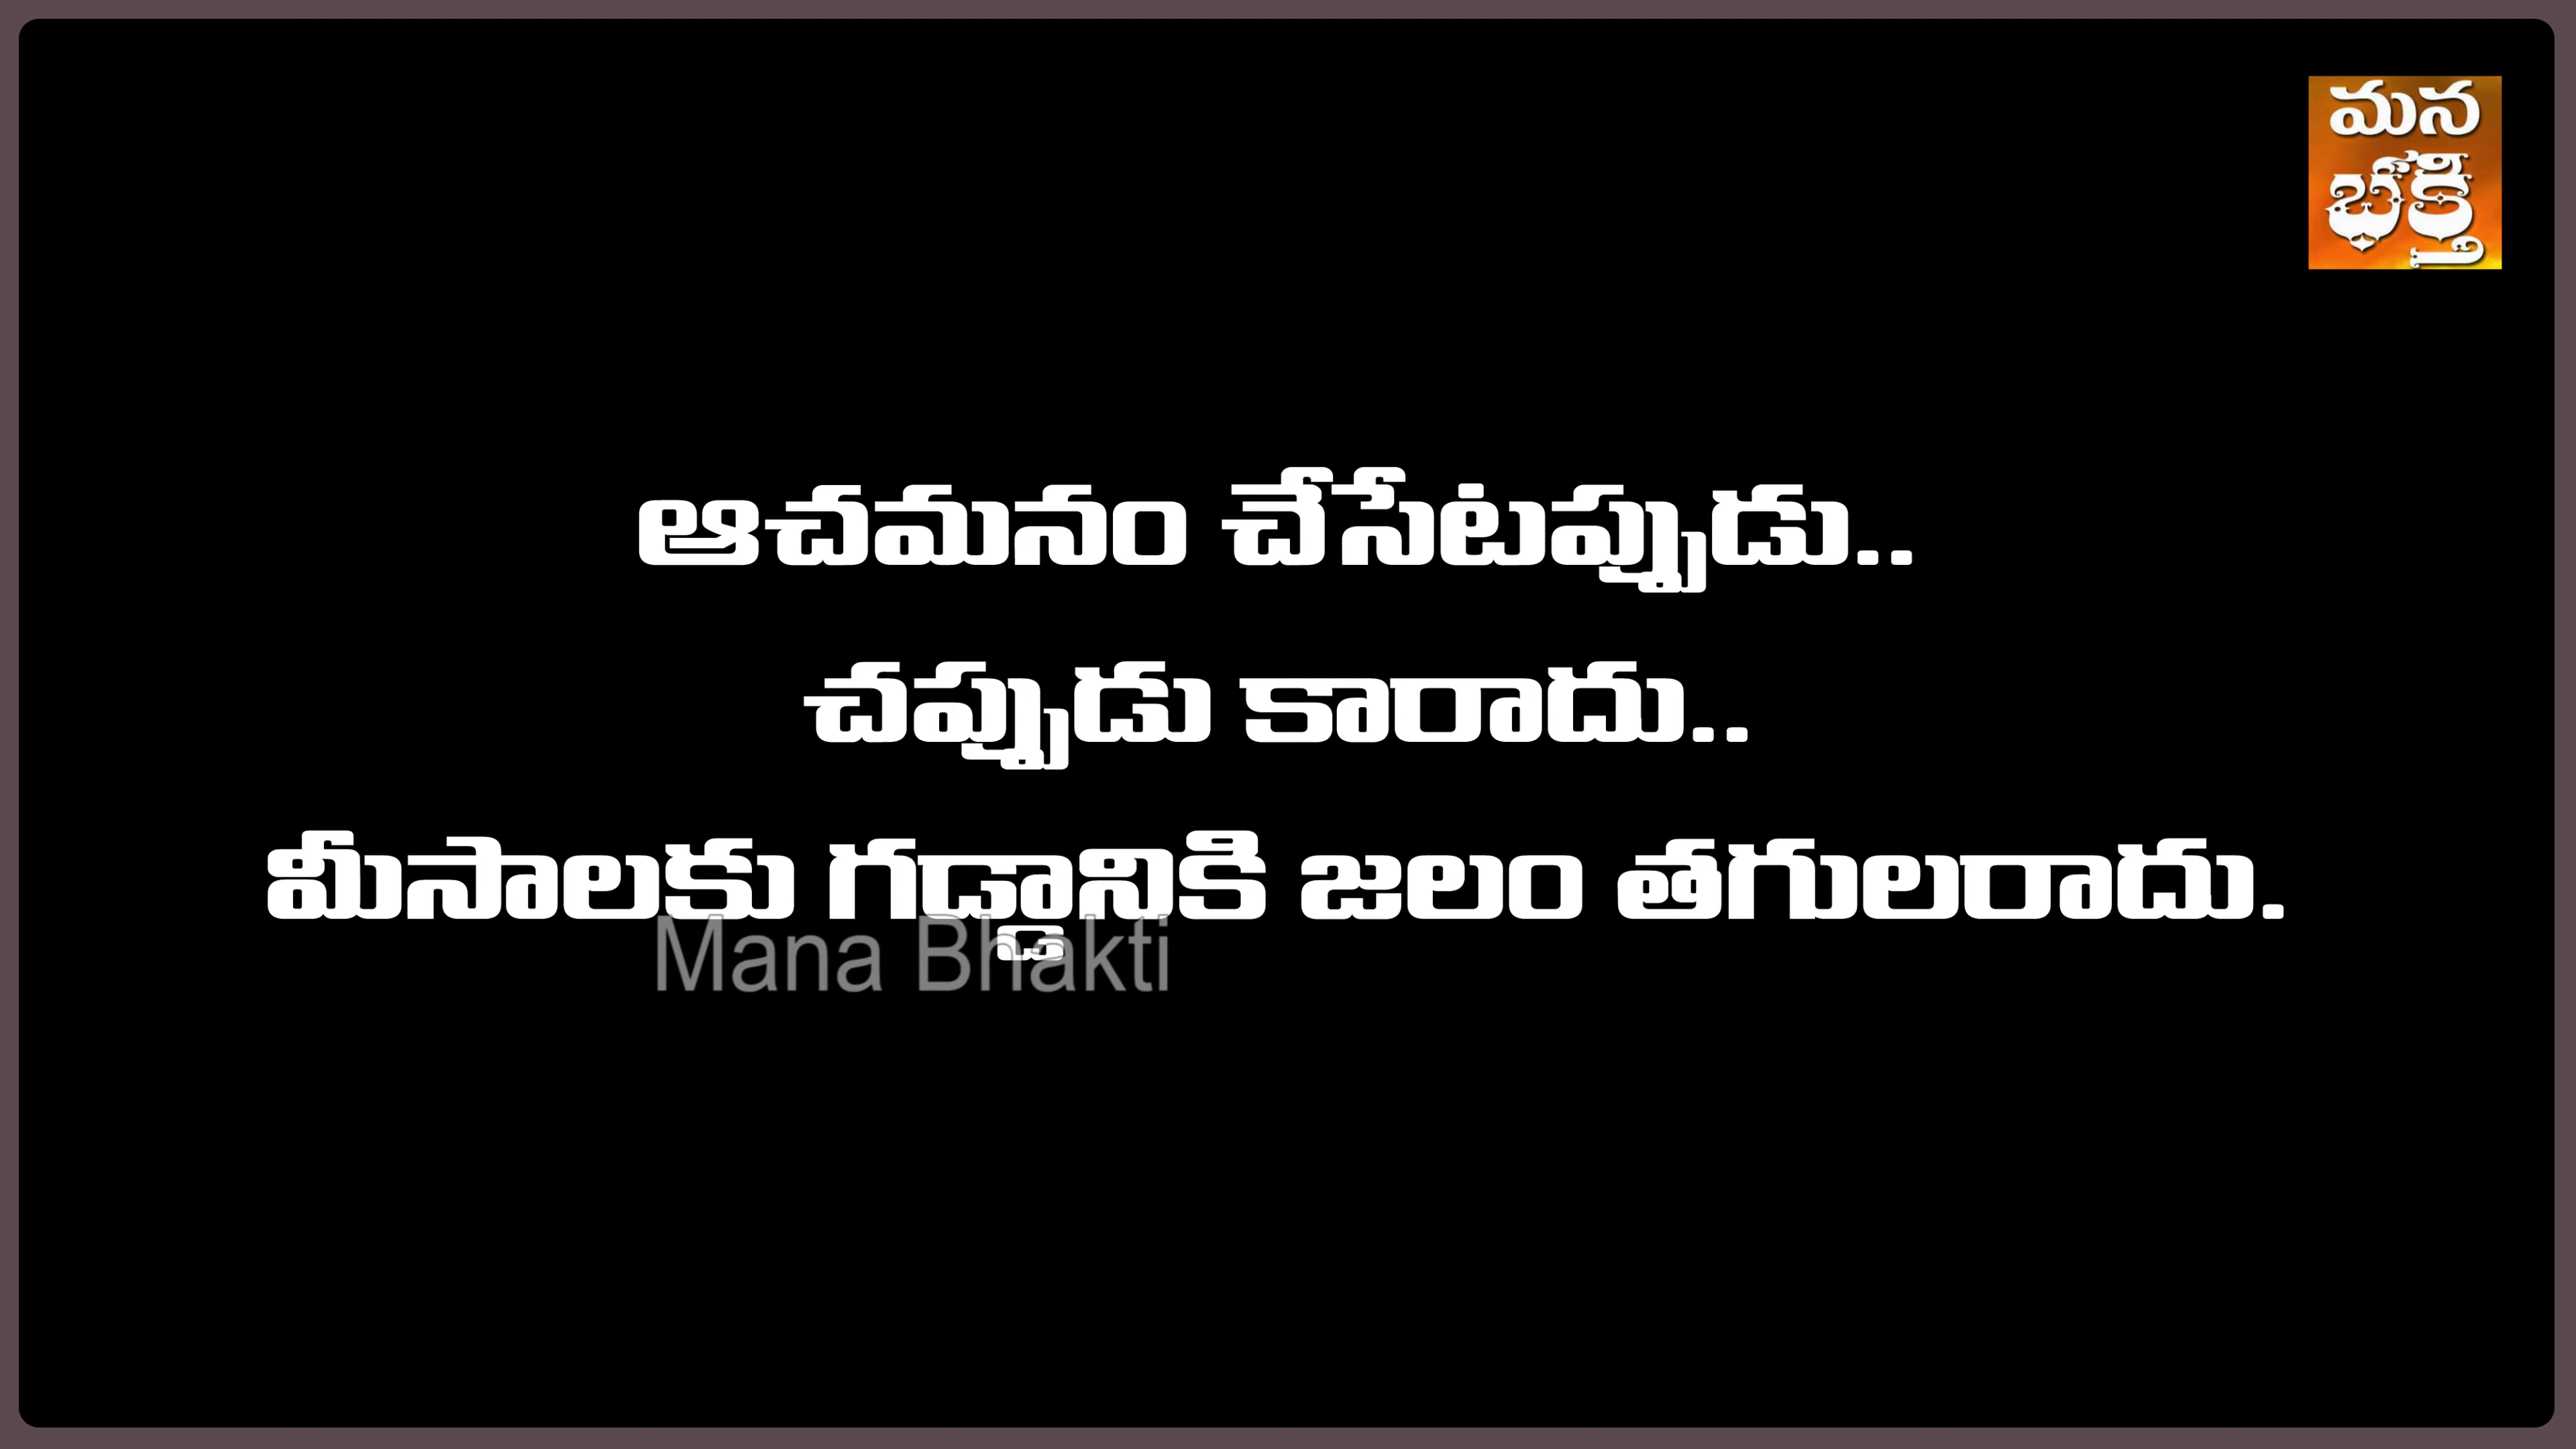 మన
భక్తి
ఆచమనం చేసేటప్పుడు..
చప్పుడు కారాదు..
మీసాలకు గడ్డానికి జలం తగులరాదు.
Mana Bhakti